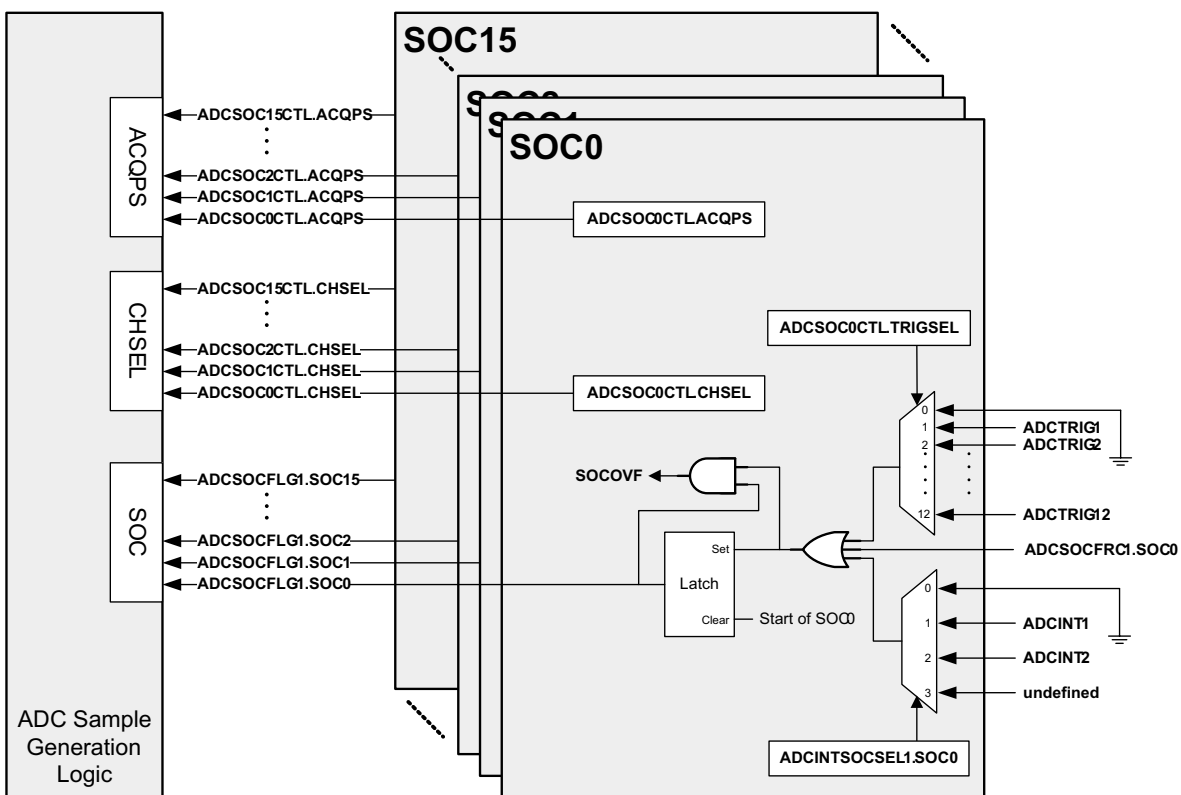 SOC15
SOC2
SOC1
SOC0
ACQPS
ADCSOC15CTL.ACQPS
ADCSOC2CTL.ACQPS
ADCSOC1CTL.ACQPS
ADCSOC0CTL.ACQPS
ADCSOC0CTL.ACQPS
CHSEL
ADCSOC15CTL.CHSEL
ADCSOC2CTL.CHSEL
ADCSOC1CTL.CHSEL
ADCSOC0CTL.CHSEL
ADCSOC0CTL.CHSEL
ADCSOC0CTL.TRIGSEL
0
1
2
12
ADCTRIG1
ADCTRIG2
ADCTRIG12
SOC
ADCSOCFLG1.SOC15
ADCSOCFLG1.SOC2
ADCSOCFLG1.SOC1
ADCSOCFLG1.SOC0
SOCOVF
Set
Latch
Clear
Start of SOC0
ADCSOCFRC1.SOC0
0
1
2
3
ADCINT1
ADCINT2
undefined
ADCINTSOCSEL1.SOC0
ADC Sample
Generation
Logic